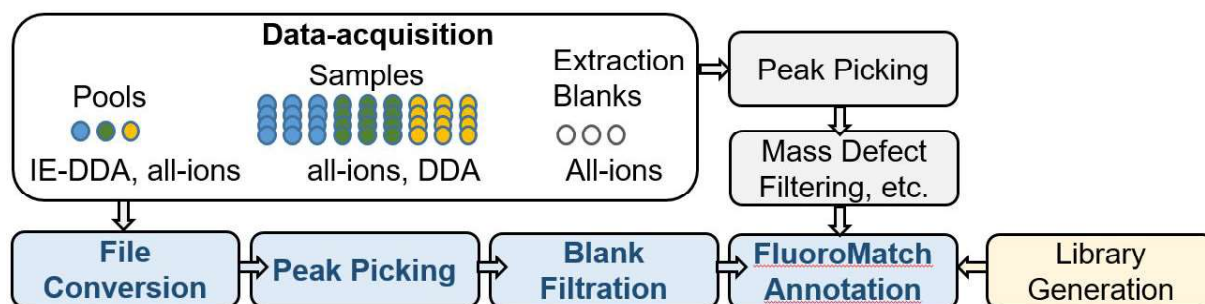 Data-acquisition
Pools
IE-DDA, all-ions
Samples
all-ions, DDA
Extraction
Blanks
All-ions
Peak Picking
Mass Defect
Filtering, etc.
File
Conversion
Peak Picking
Blank
Filtration
FluoroMatch
Annotation
Library
Generation